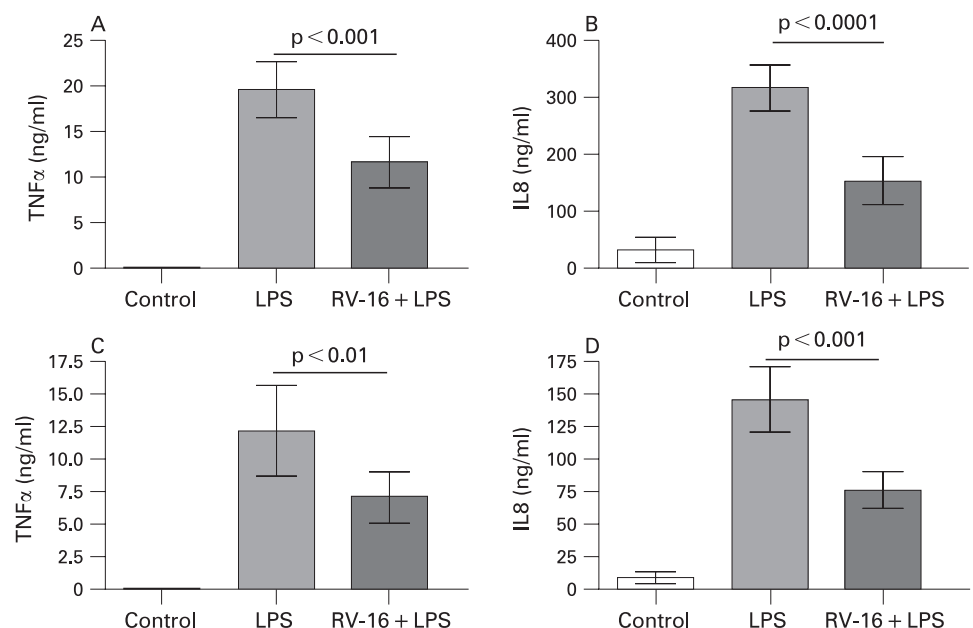 A
p < 0.001
TNFα (ng/ml)
25
20
15
10
5
0
Control
LPS
RV-16 + LPS
B
p < 0.0001
IL8 (ng/ml)
400
300
150
100
0
Control
LPS
RV-16 + LPS
C
p < 0.01
TNFα (ng/ml)
17.5
15.0
12.5
10.0
7.5
5.0
2.5
0
Control
LPS
RV-16 + LPS
D
p < 0.001
IL8 (ng/ml)
175
150
125
100
75
50
25
0
Control
LPS
RV-16 + LPS